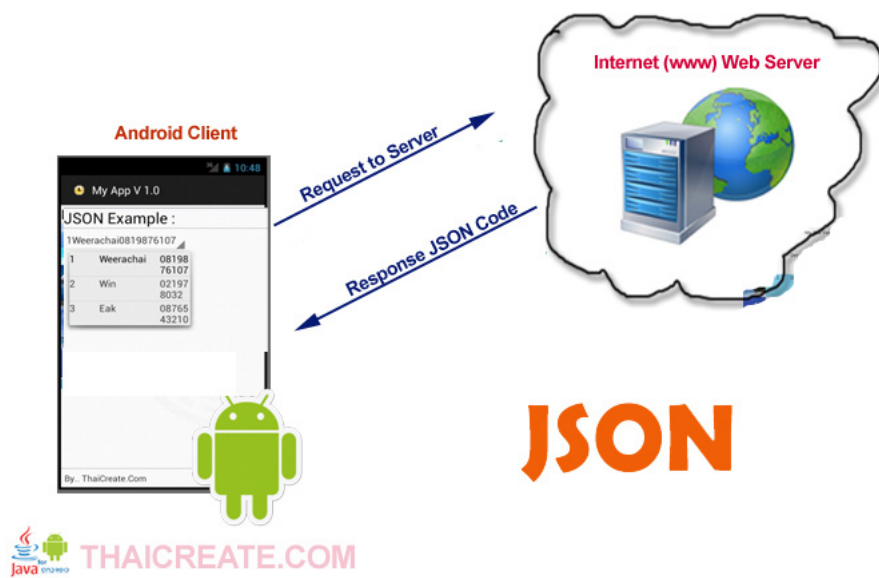 Internet (www) Web Server
Android Client
Request to Server
Response JSON Code
10:48
My App V 1.0
JSON Example :
1Weerachai0819876107
1 Weerachai 08198
76107
2 Win 02197
8032
3 Eak 08765
43210
By.. ThaiCreate.Com
JSON
Java for ANDROID
THAICREATE.COM